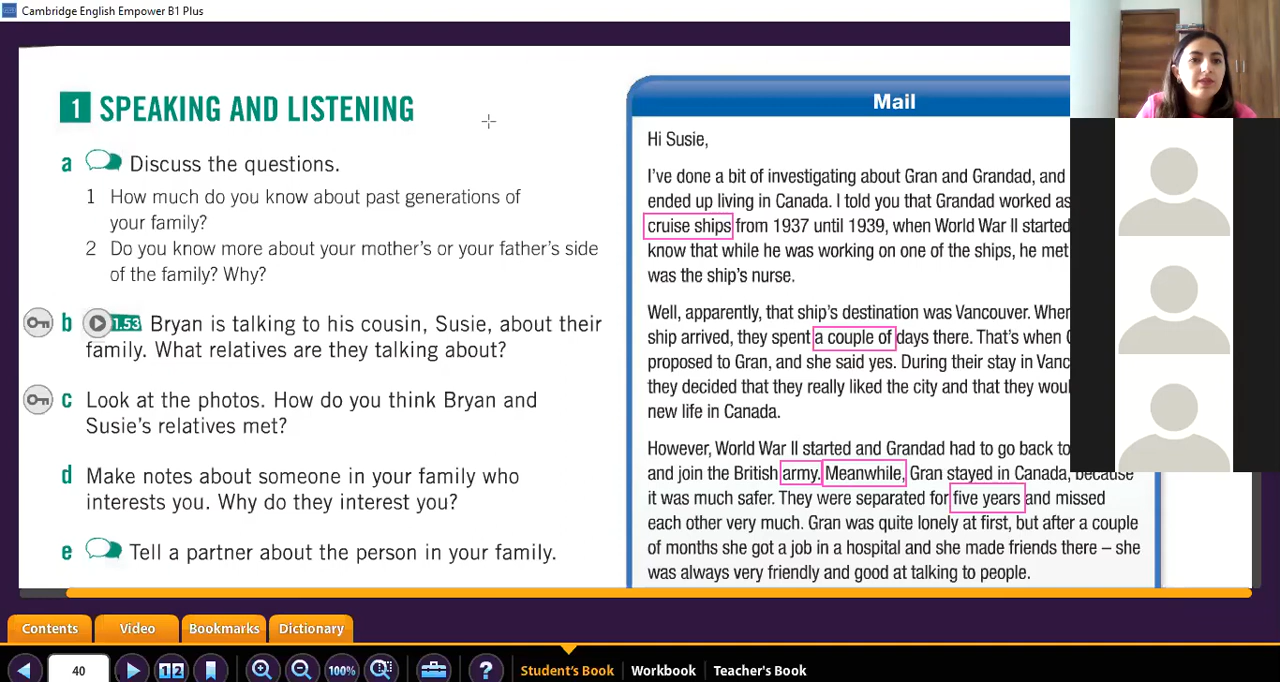 Cambridge English Empower B1 Plus
1 SPEAKING AND LISTENING
a Discuss the questions.
1 How much do you know about past generations of
your family?
2 Do you know more about your mother's or your father's side
of the family? Why?
b 1.53 Bryan is talking to his cousin, Susie, about their
family. What relatives are they talking about?
c Look at the photos. How do you think Bryan and
Susie's relatives met?
d Make notes about someone in your family who
interests you. Why do they interest you?
e Tell a partner about the person in your family.
Mail
Hi Susie,
I've done a bit of investigating about Gran and Grandad, and
ended up living in Canada. I told you that Grandad worked as
cruise ships from 1937 until 1939, when World War II started
know that while he was working on one of the ships, he met
was the ship's nurse.
Well, apparently, that ship's destination was Vancouver. When
ship arrived, they spent a couple of days there. That's when
proposed to Gran, and she said yes. During their stay in Vanc
they decided that they really liked the city and that they woul
new life in Canada.
However, World War II started and Grandad had to go back to
and join the British army. Meanwhile, Gran stayed in Canada, because
it was much safer. They were separated for five years and missed
each other very much. Gran was quite lonely at first, but after a couple
of months she got a job in a hospital and she made friends there – she
was always very friendly and good at talking to people.
Contents Video Bookmarks Dictionary
40 1 2 100% ? Student's Book Workbook Teacher's Book